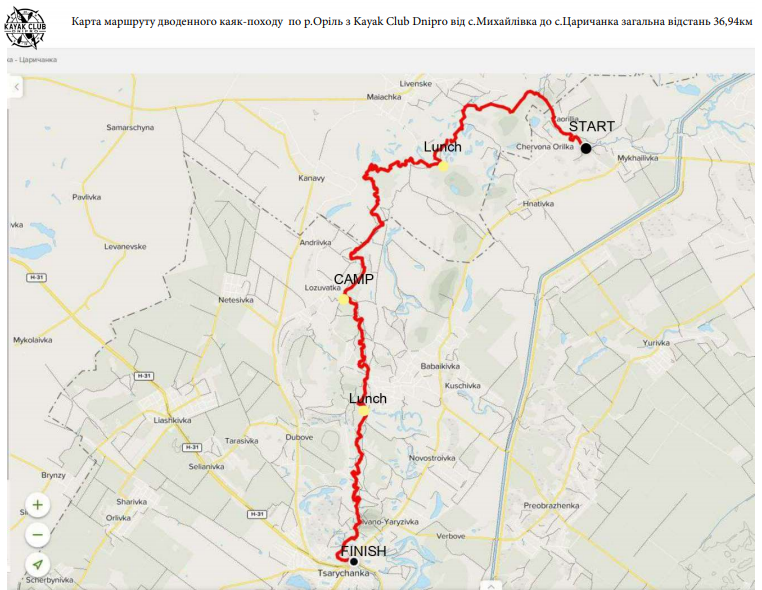 KAYAK CLUB
DNIPRO
Карта маршруту дводенного каяк-походу по р.Оріль з Kayak Club Dnipro від с.Михайлівка до с.Царичанка загальна відстань 36,94км
ка - Царичанка
Livenske
Maiachka
Samarschyna
START
Lunch
Chervona Orilka
Mykhailivka
Kanavy
Pavlivka
Hnativka
vka
Levanevske
Andriivka
H-31
CAMP
Lozuvatka
Netesivka
Mykolaivka
Yurivka
Babaikivka
H-31
Kuschivka
Lunch
Liashkivka
Tarasivka
Dubove
H-31
Novostroivka
Selianivka
Brynzy
Sharivka
Preobrazhenka
Orlivka
H-31
Ivano-Yaryzivka
Verbove
FINISH
Tsarychanka
Scherbynivka